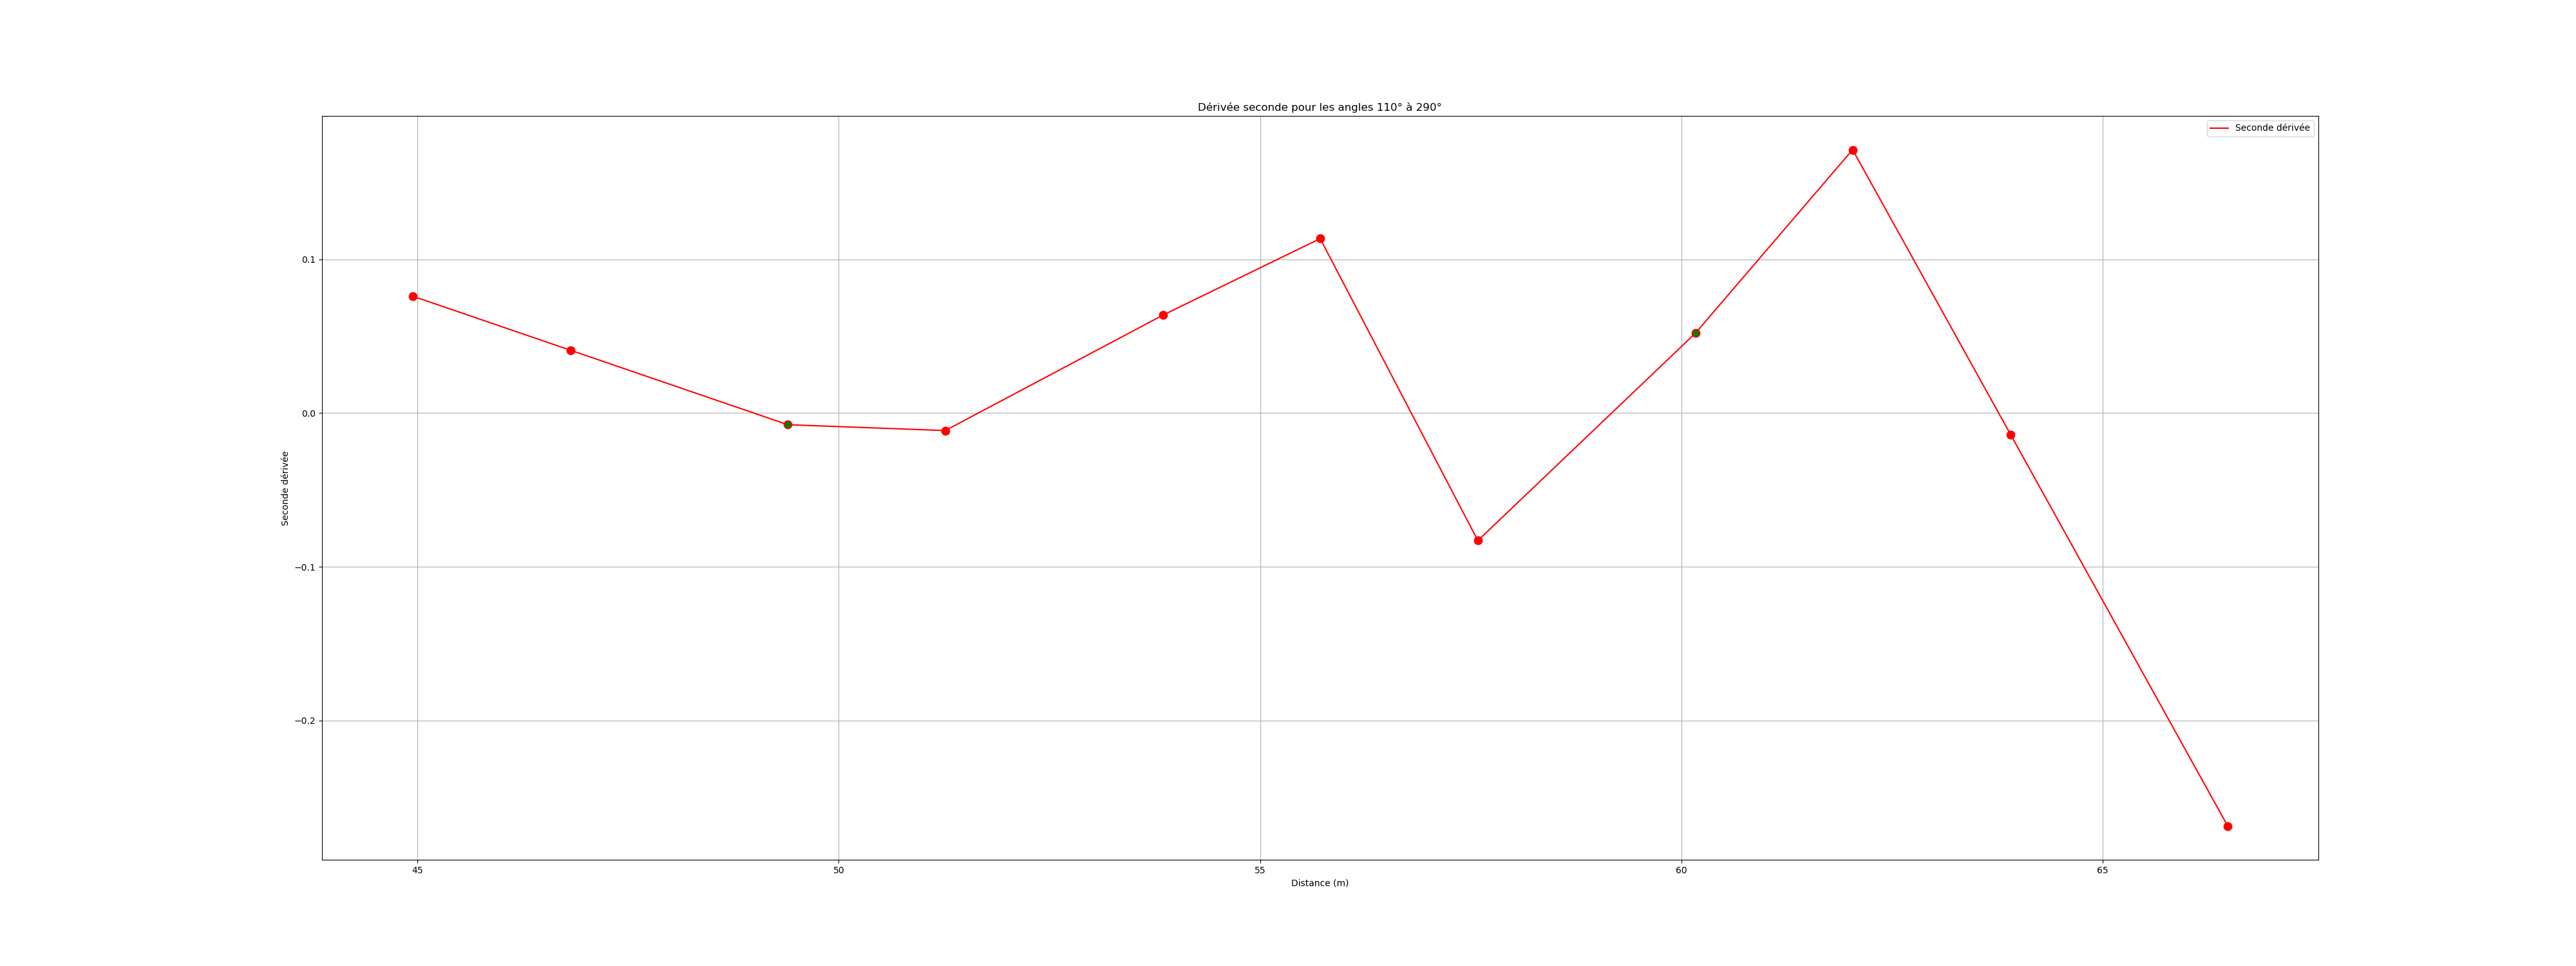 Dérivée seconde pour les angles 110° à 290°
Seconde dérivée
0.1
0.0
−0.1
−0.2
Seconde dérivée
45
50
55
60
65
Distance (m)